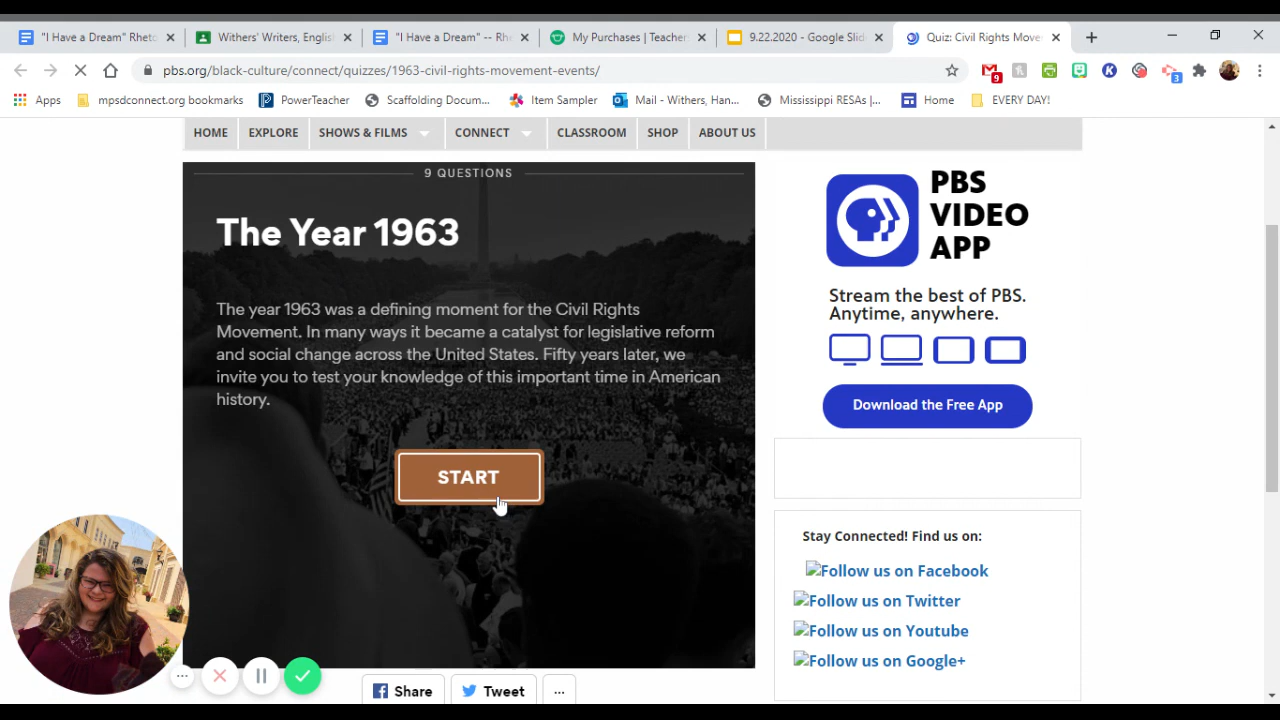 "I Have a Dream" Rheto
Withers' Writers, Englis
"I Have a Dream" -- Rh
My Purchases | Teacher
9.22.2020 - Google Slid
Quiz: Civil Rights Move
pbs.org/black-culture/connect/quizzes/1963-civil-rights-movement-events/
9
3
Apps
mpsdconnect.org bookmarks
PowerTeacher
Scaffolding Docum...
Item Sampler
Mail - Withers, Han...
Mississippi RESAs |...
Home
EVERY DAY!
HOME
EXPLORE
SHOWS & FILMS
CONNECT
CLASSROOM
SHOP
ABOUT US
9 QUESTIONS
The Year 1963
The year 1963 was a defining moment for the Civil Rights
Movement. In many ways it became a catalyst for legislative reform
and social change across the United States. Fifty years later, we
invite you to test your knowledge of this important time in American
history.
START
Share
Tweet
...
PBS
VIDEO
APP
Stream the best of PBS.
Anytime, anywhere.
Download the Free App
Stay Connected! Find us on:
Follow us on Facebook
Follow us on Twitter
Follow us on Youtube
Follow us on Google+